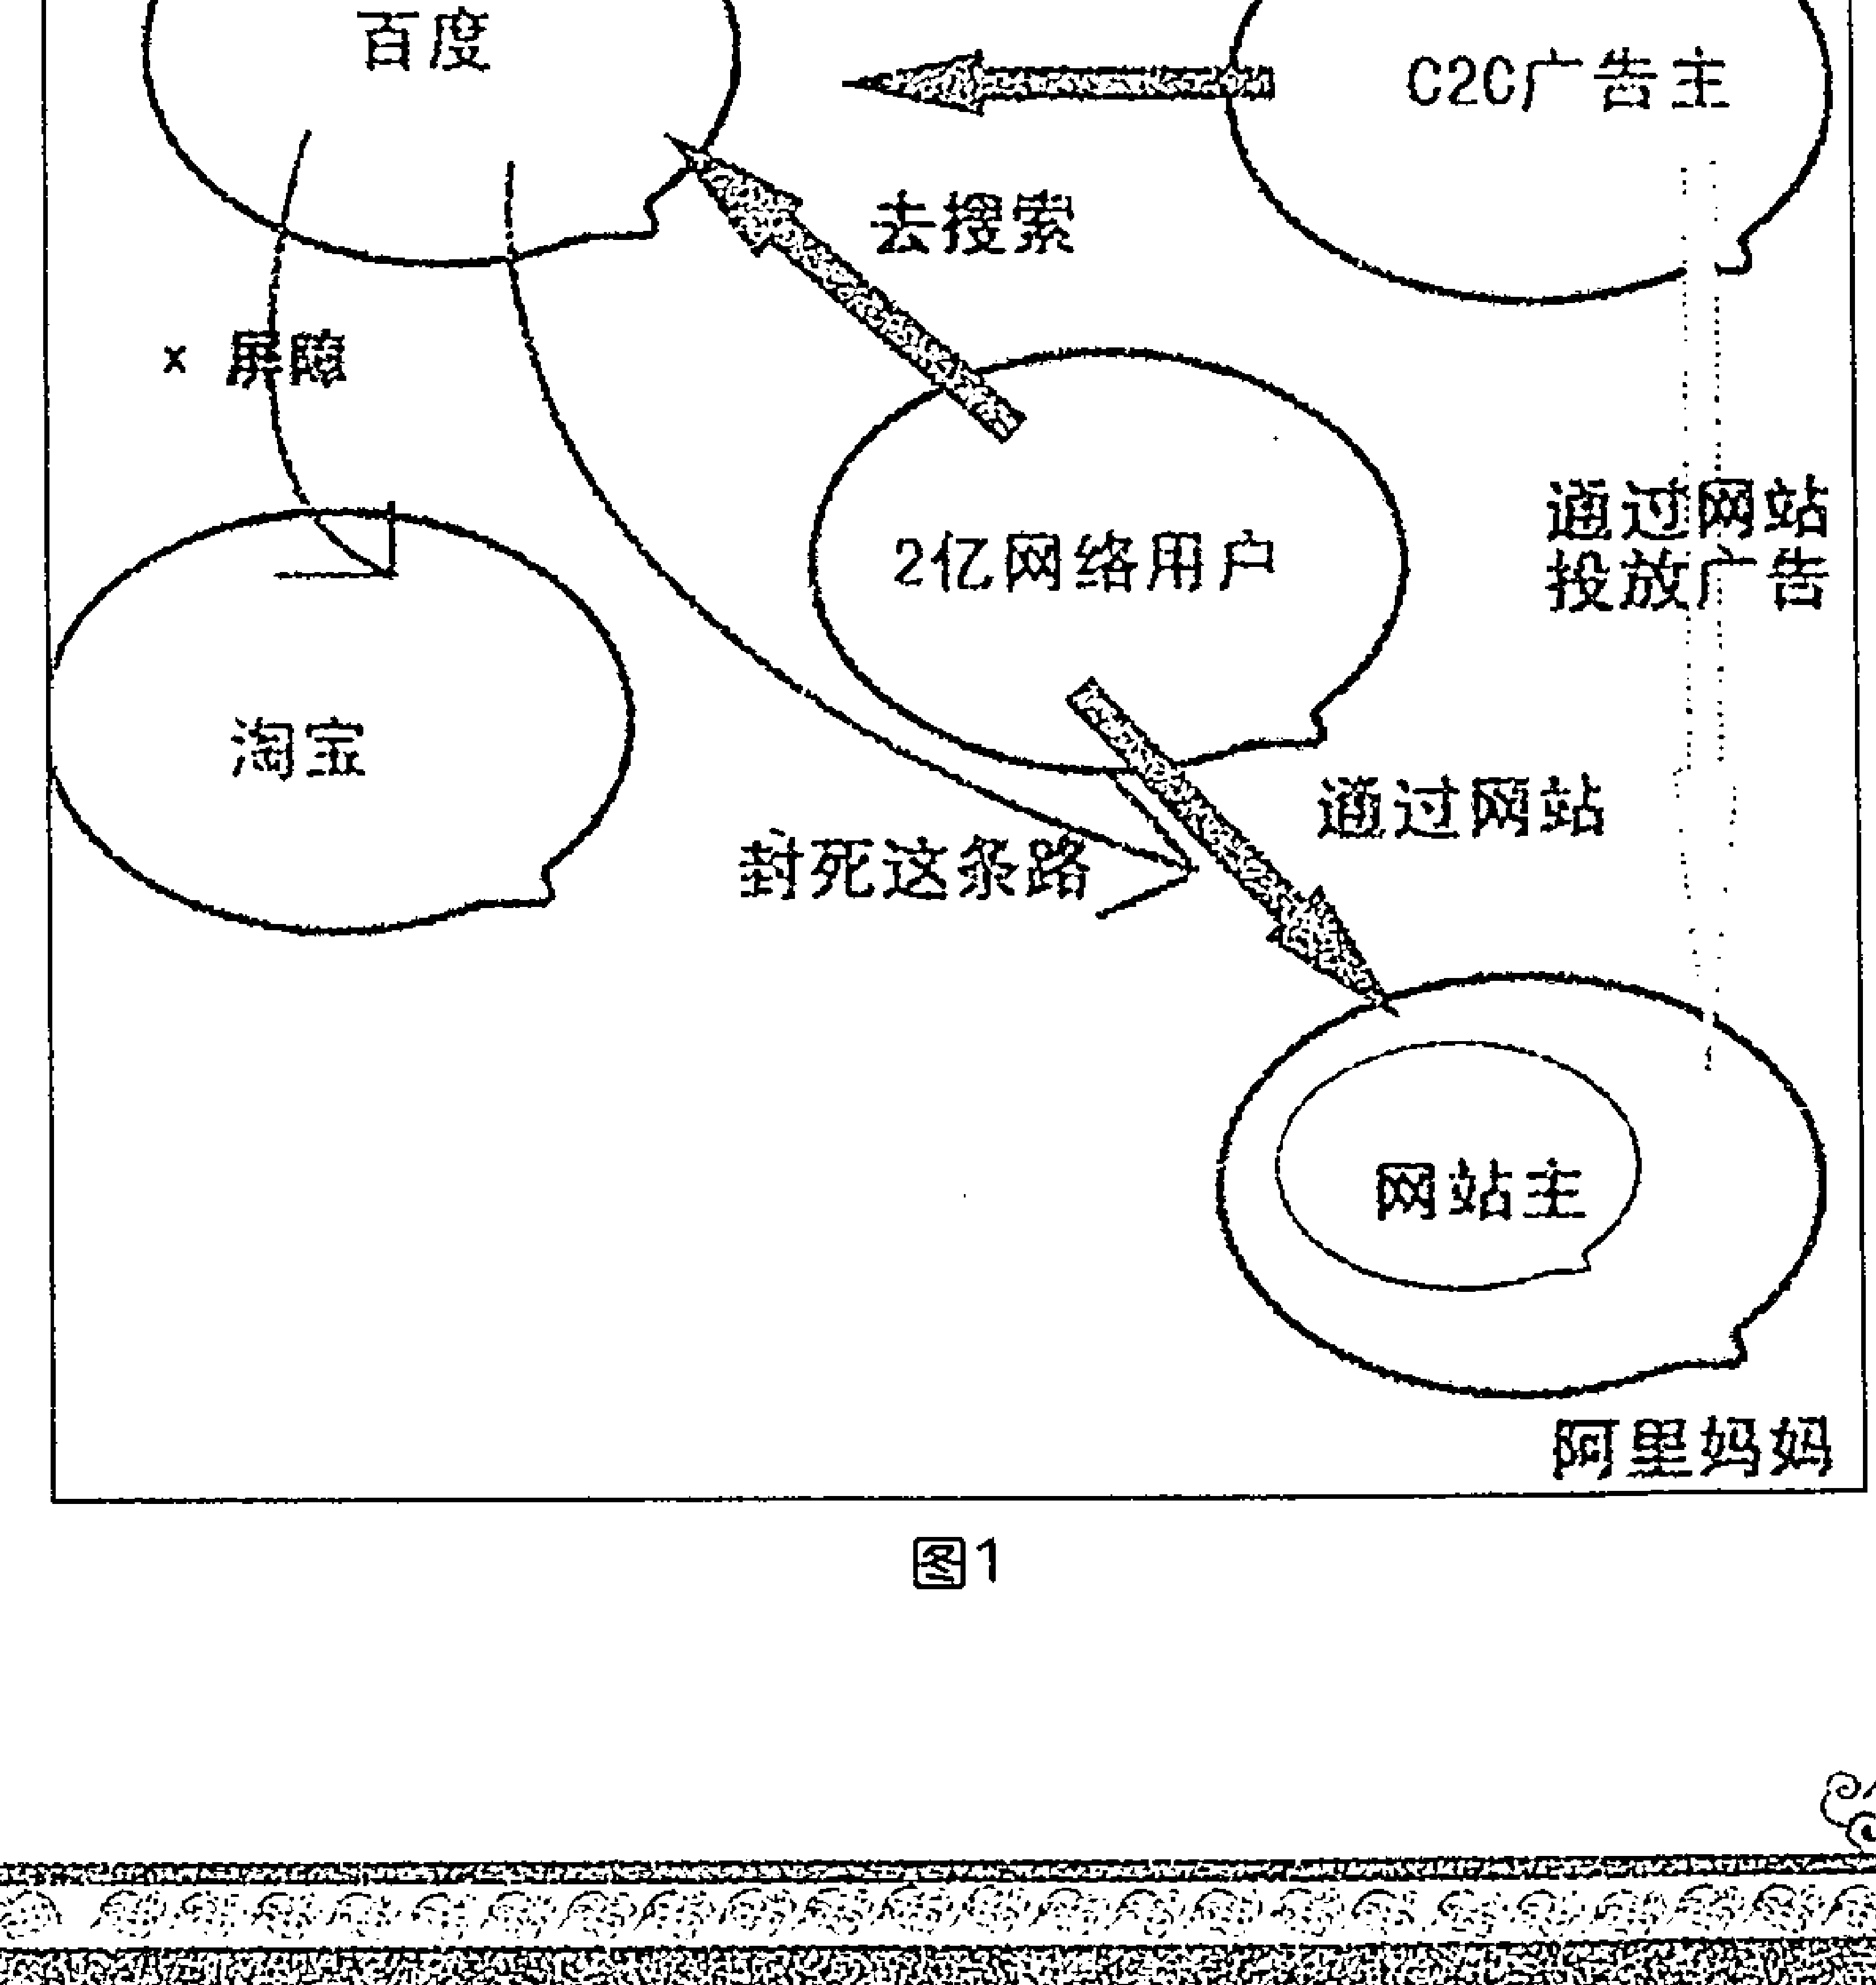 百度
C2C广告主
去搜索
x 屏障
2亿网络用户
通过网站
投放广告
淘宝
通过网站
封死这条路
网站主
阿里妈妈
图1